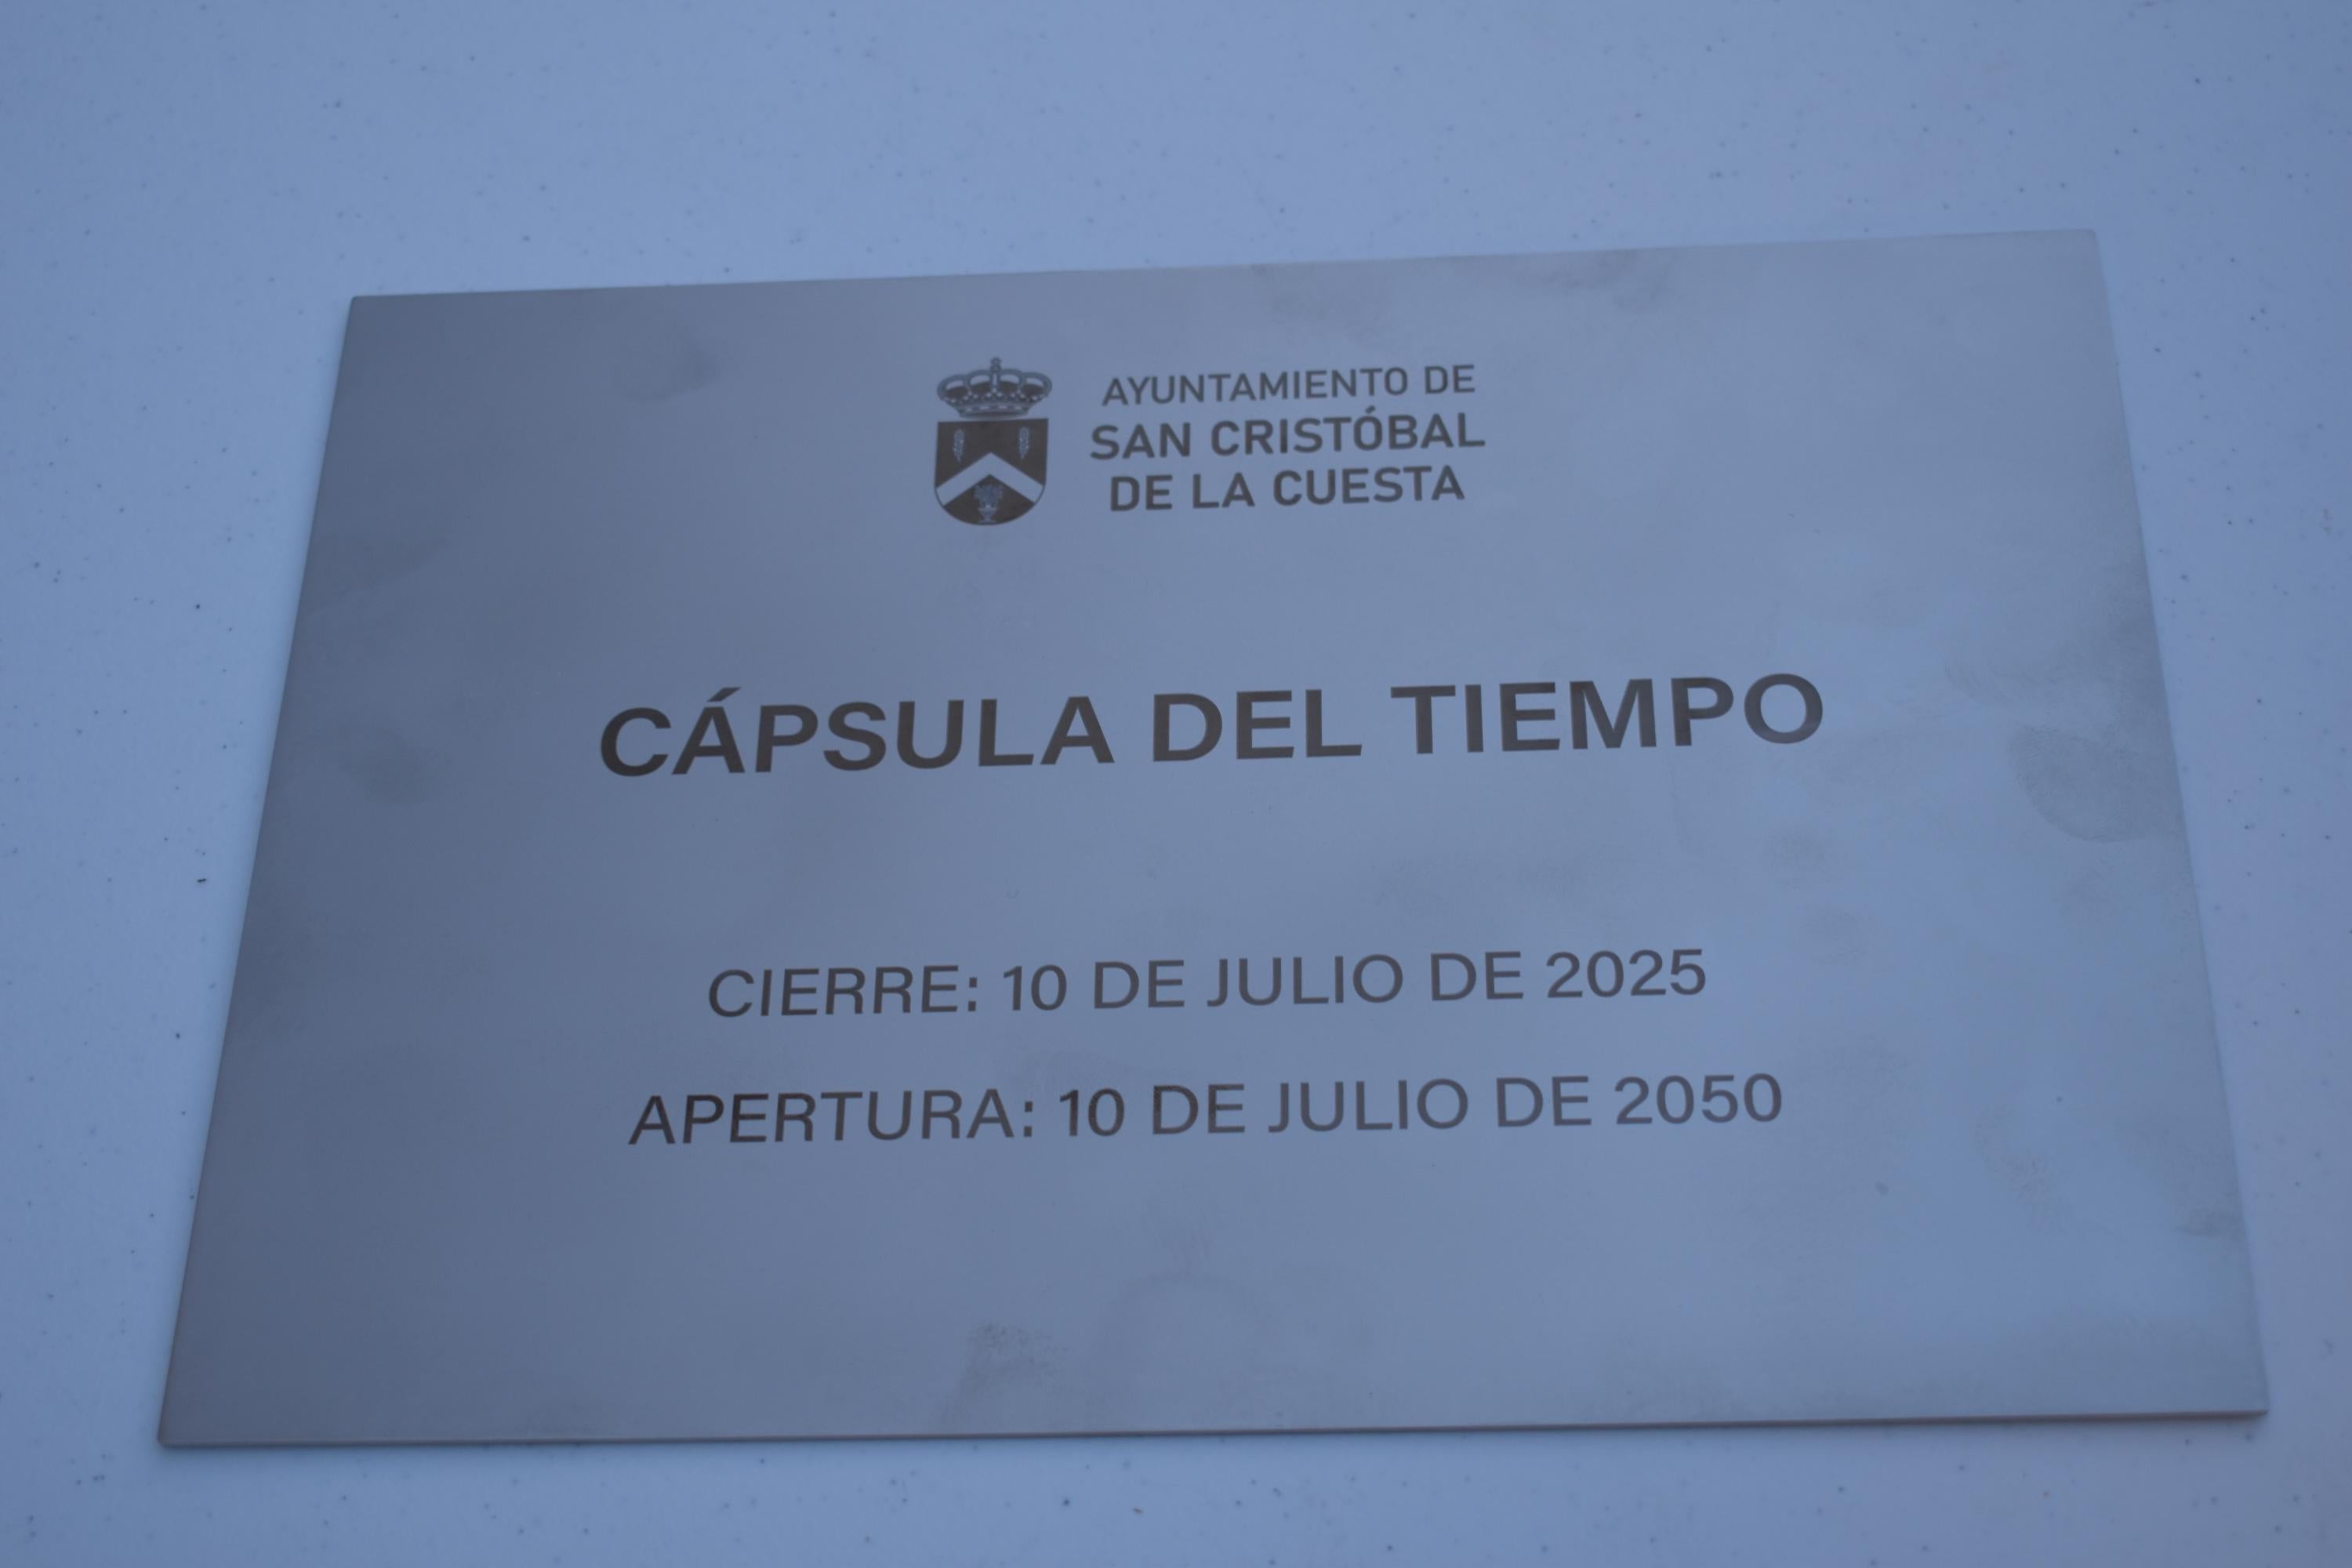 AYUNTAMIENTO DE
SAN CRISTÓBAL
DE LA CUESTA
CÁPSULA DEL TIEMPO
CIERRE: 10 DE JULIO DE 2025
APERTURA: 10 DE JULIO DE 2050